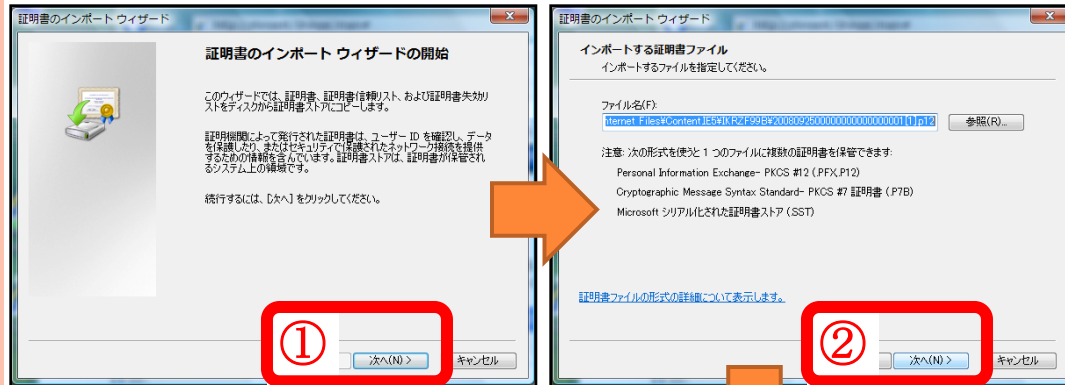 証明書のインポート ウィザード
証明書のインポート ウィザードの開始
このウィザードでは、証明書、証明書信頼リスト、および証明書失効リ
ストをディスクから証明書ストアにコピーします。
証明機関によって発行された証明書は、ユーザー ID を確認し、データ
を保護したり、またはセキュリティで保護されたネットワーク接続を提供
するための情報を含んでいます。証明書ストアは、証明書が保管され
るシステム上の領域です。
続行するには、[次へ] をクリックしてください。
①
次へ(N) >
キャンセル
証明書のインポート ウィザード
インポートする証明書ファイル
インポートするファイルを指定してください。
ファイル名(F):
nternet Files¥Content.IE5¥IKRZF99B¥
参照(R)...
注意: 次の形式を使うと 1 つのファイルに複数の証明書を保管できます:
Personal Information Exchange- PKCS #12 (.PFX,.P12)
Cryptographic Message Syntax Standard- PKCS #7 証明書 (.P7B)
Microsoft シリアル化された証明書ストア (.SST)
証明書ファイルの形式の詳細について表示します。
②
次へ(N) >
キャンセル